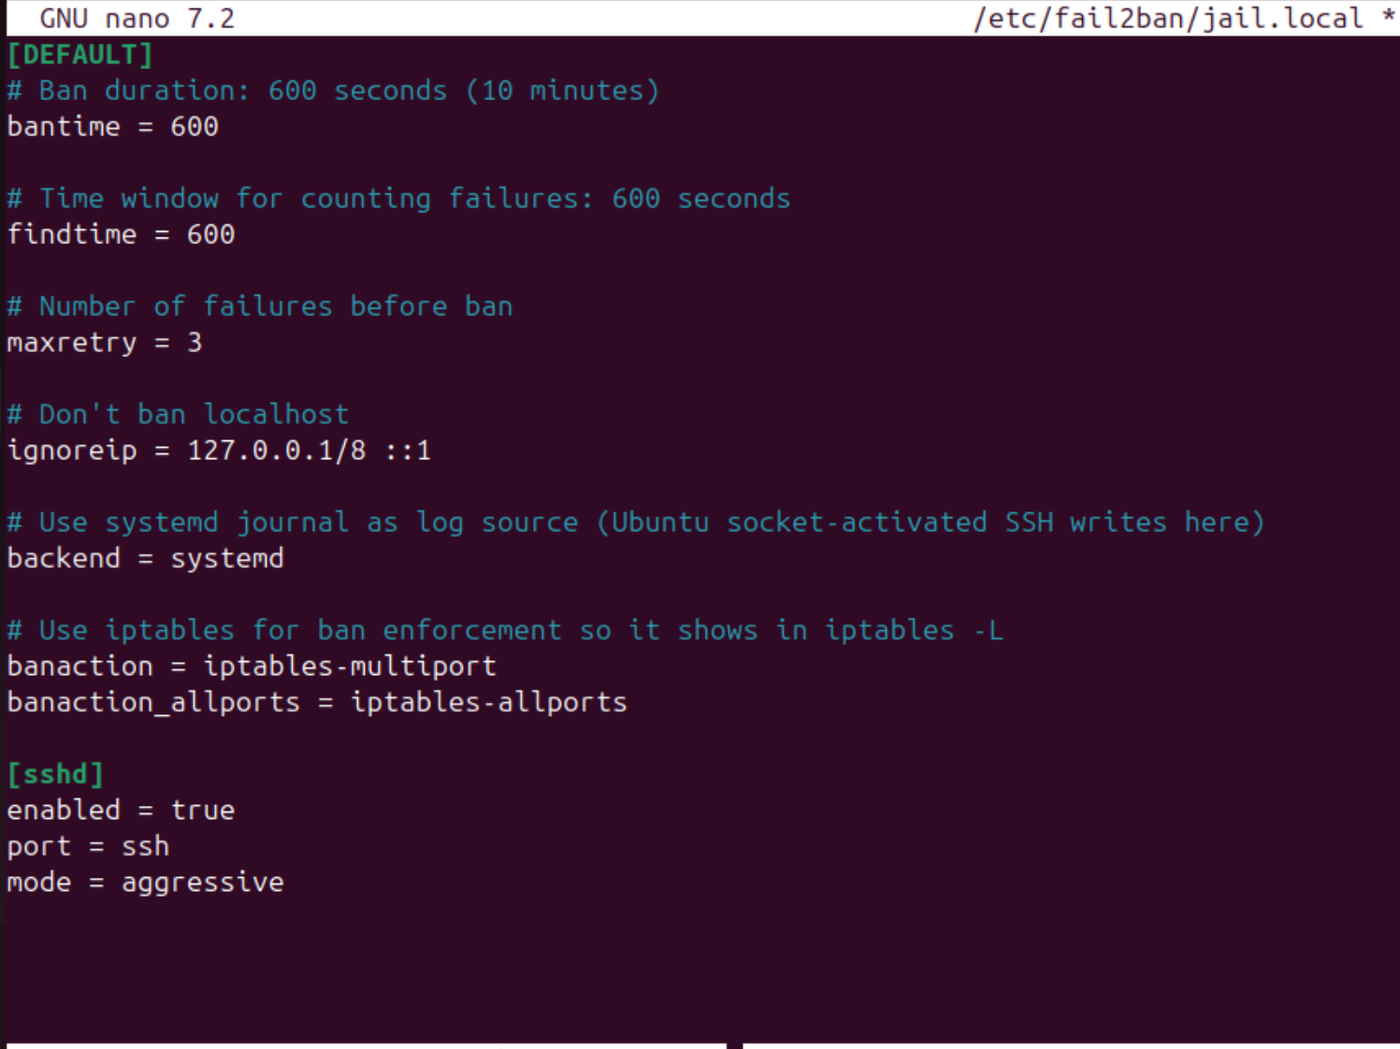 GNU nano 7.2 /etc/fail2ban/jail.local *
[DEFAULT]
# Ban duration: 600 seconds (10 minutes)
bantime = 600
# Time window for counting failures: 600 seconds
findtime = 600
# Number of failures before ban
maxretry = 3
# Don't ban localhost
ignoreip = 127.0.0.1/8 ::1
# Use systemd journal as log source (Ubuntu socket-activated SSH writes here)
backend = systemd
# Use iptables for ban enforcement so it shows in iptables -L
banaction = iptables-multiport
banaction_allports = iptables-allports
[sshd]
enabled = true
port = ssh
mode = aggressive